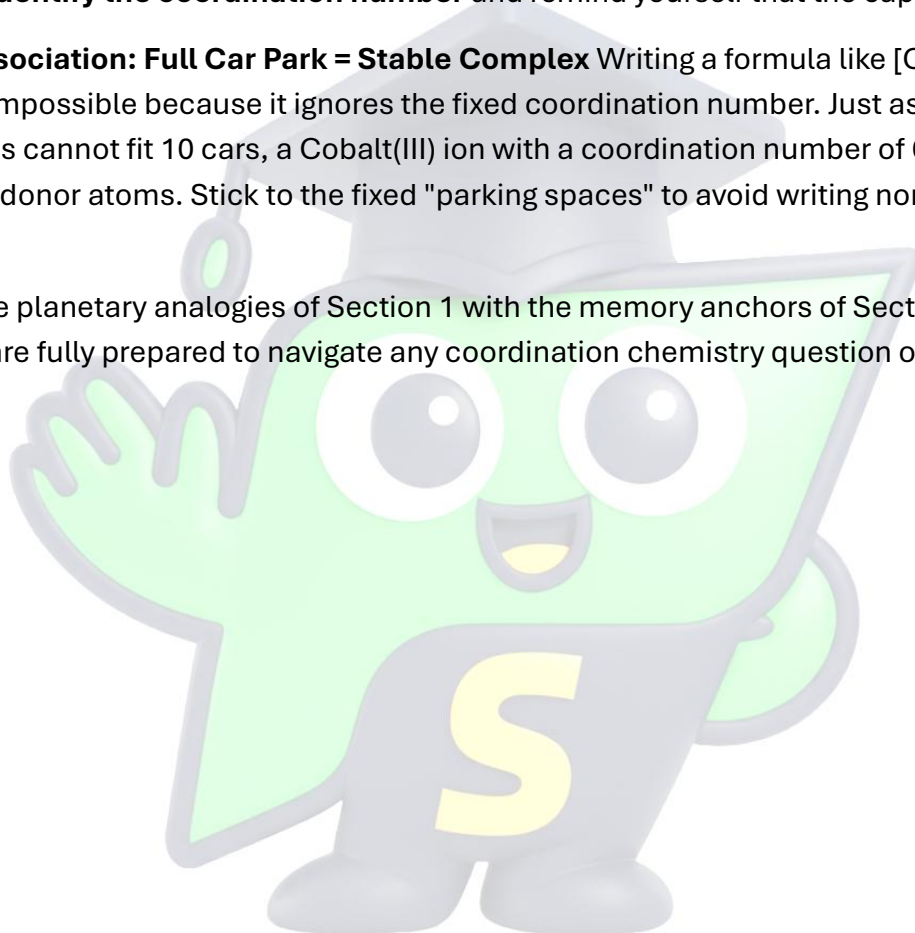 dentify the coordination number and remind yourself that the cap
sociation: Full Car Park = Stable Complex Writing a formula like [C
mpossible because it ignores the fixed coordination number. Just as
s cannot fit 10 cars, a Cobalt(III) ion with a coordination number of
donor atoms. Stick to the fixed "parking spaces" to avoid writing
e planetary analogies of Section 1 with the memory anchors of Sect
re fully prepared to navigate any coordination chemistry question o
S